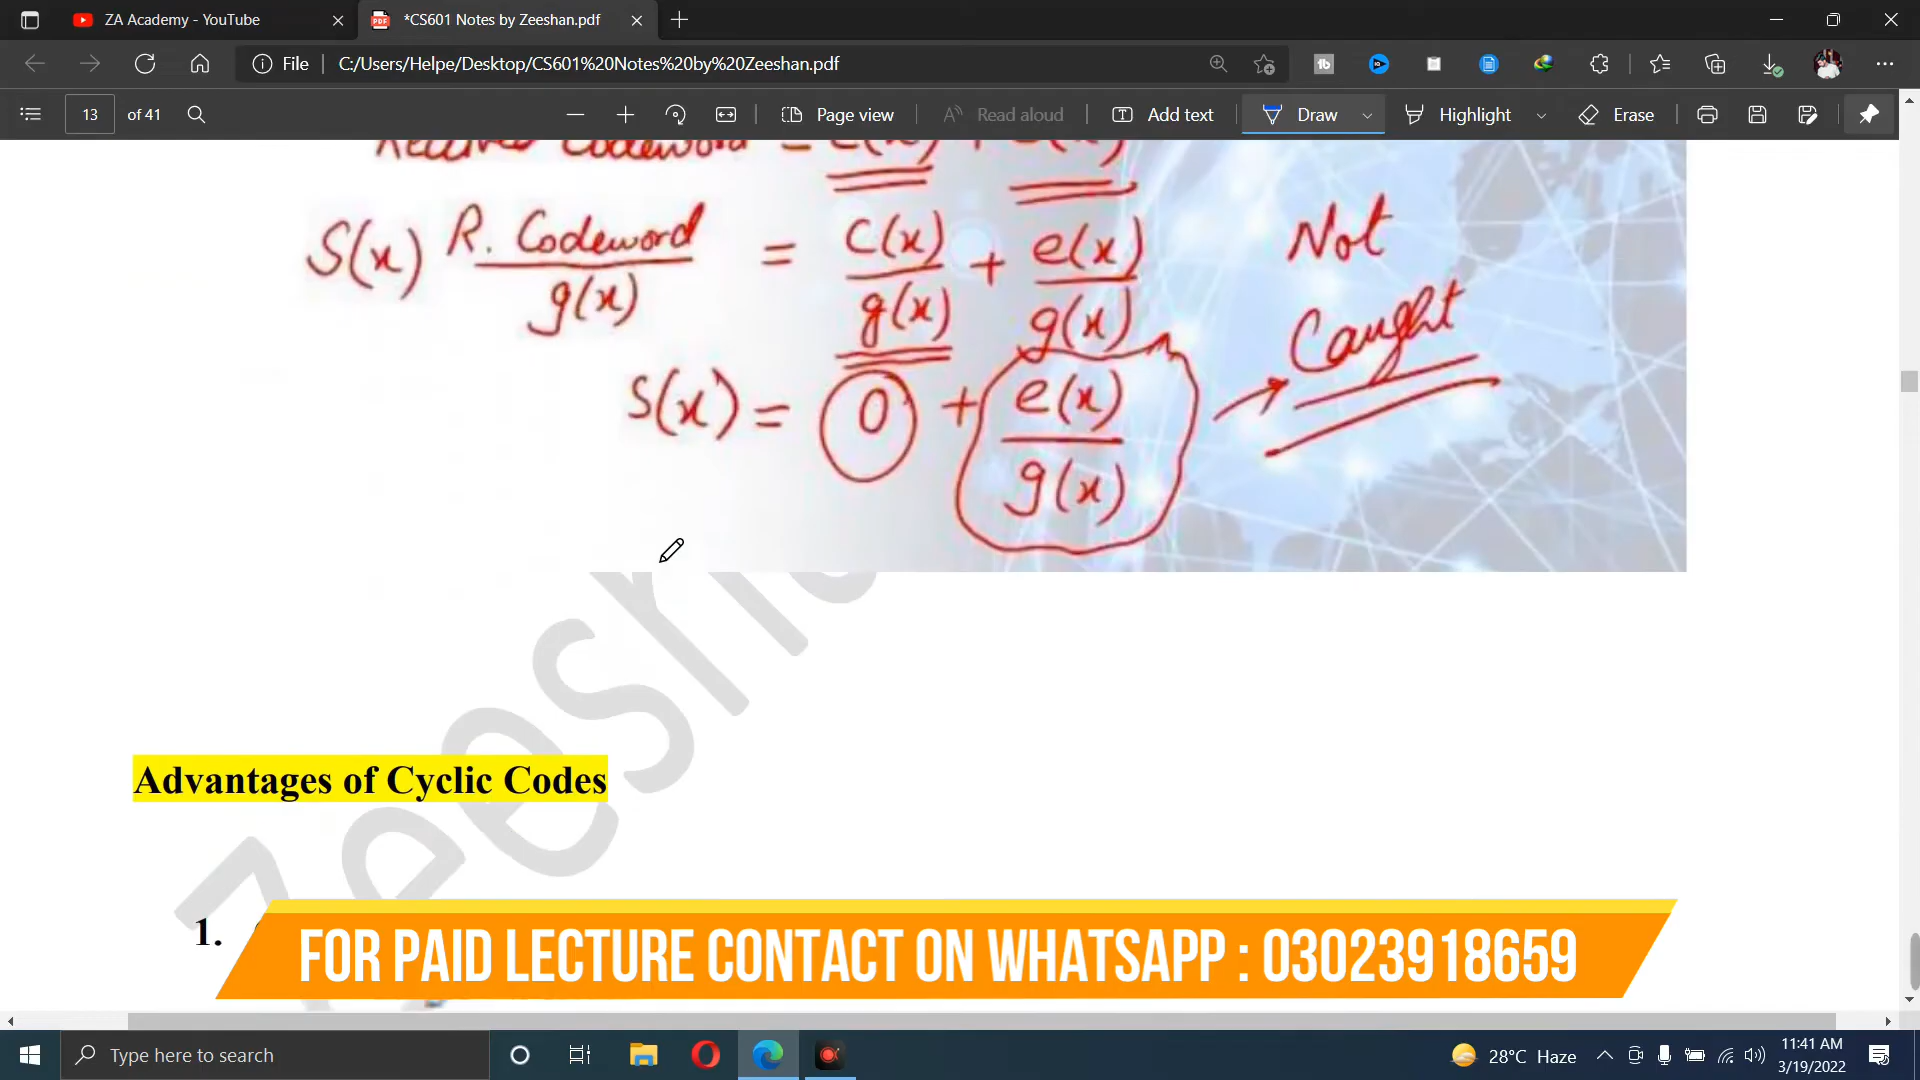 ZA Academy - YouTube
*CS601 Notes by Zeeshan.pdf
File
C:/Users/Helpe/Desktop/CS601%20Notes%20by%20Zeeshan.pdf
13 of 41
Page view
Read aloud
Add text
Draw
Highlight
Erase
Received Codeword = c(x) + e(x)
S(x) R. Codeword / g(x) = c(x) / g(x) + e(x) / g(x)
Not
Caught
S(x) = 0 + e(x) / g(x)
Zeesh
Advantages of Cyclic Codes
1.
FOR PAID LECTURE CONTACT ON WHATSAPP : 03023918659
Type here to search
28°C Haze
11:41 AM
3/19/2022